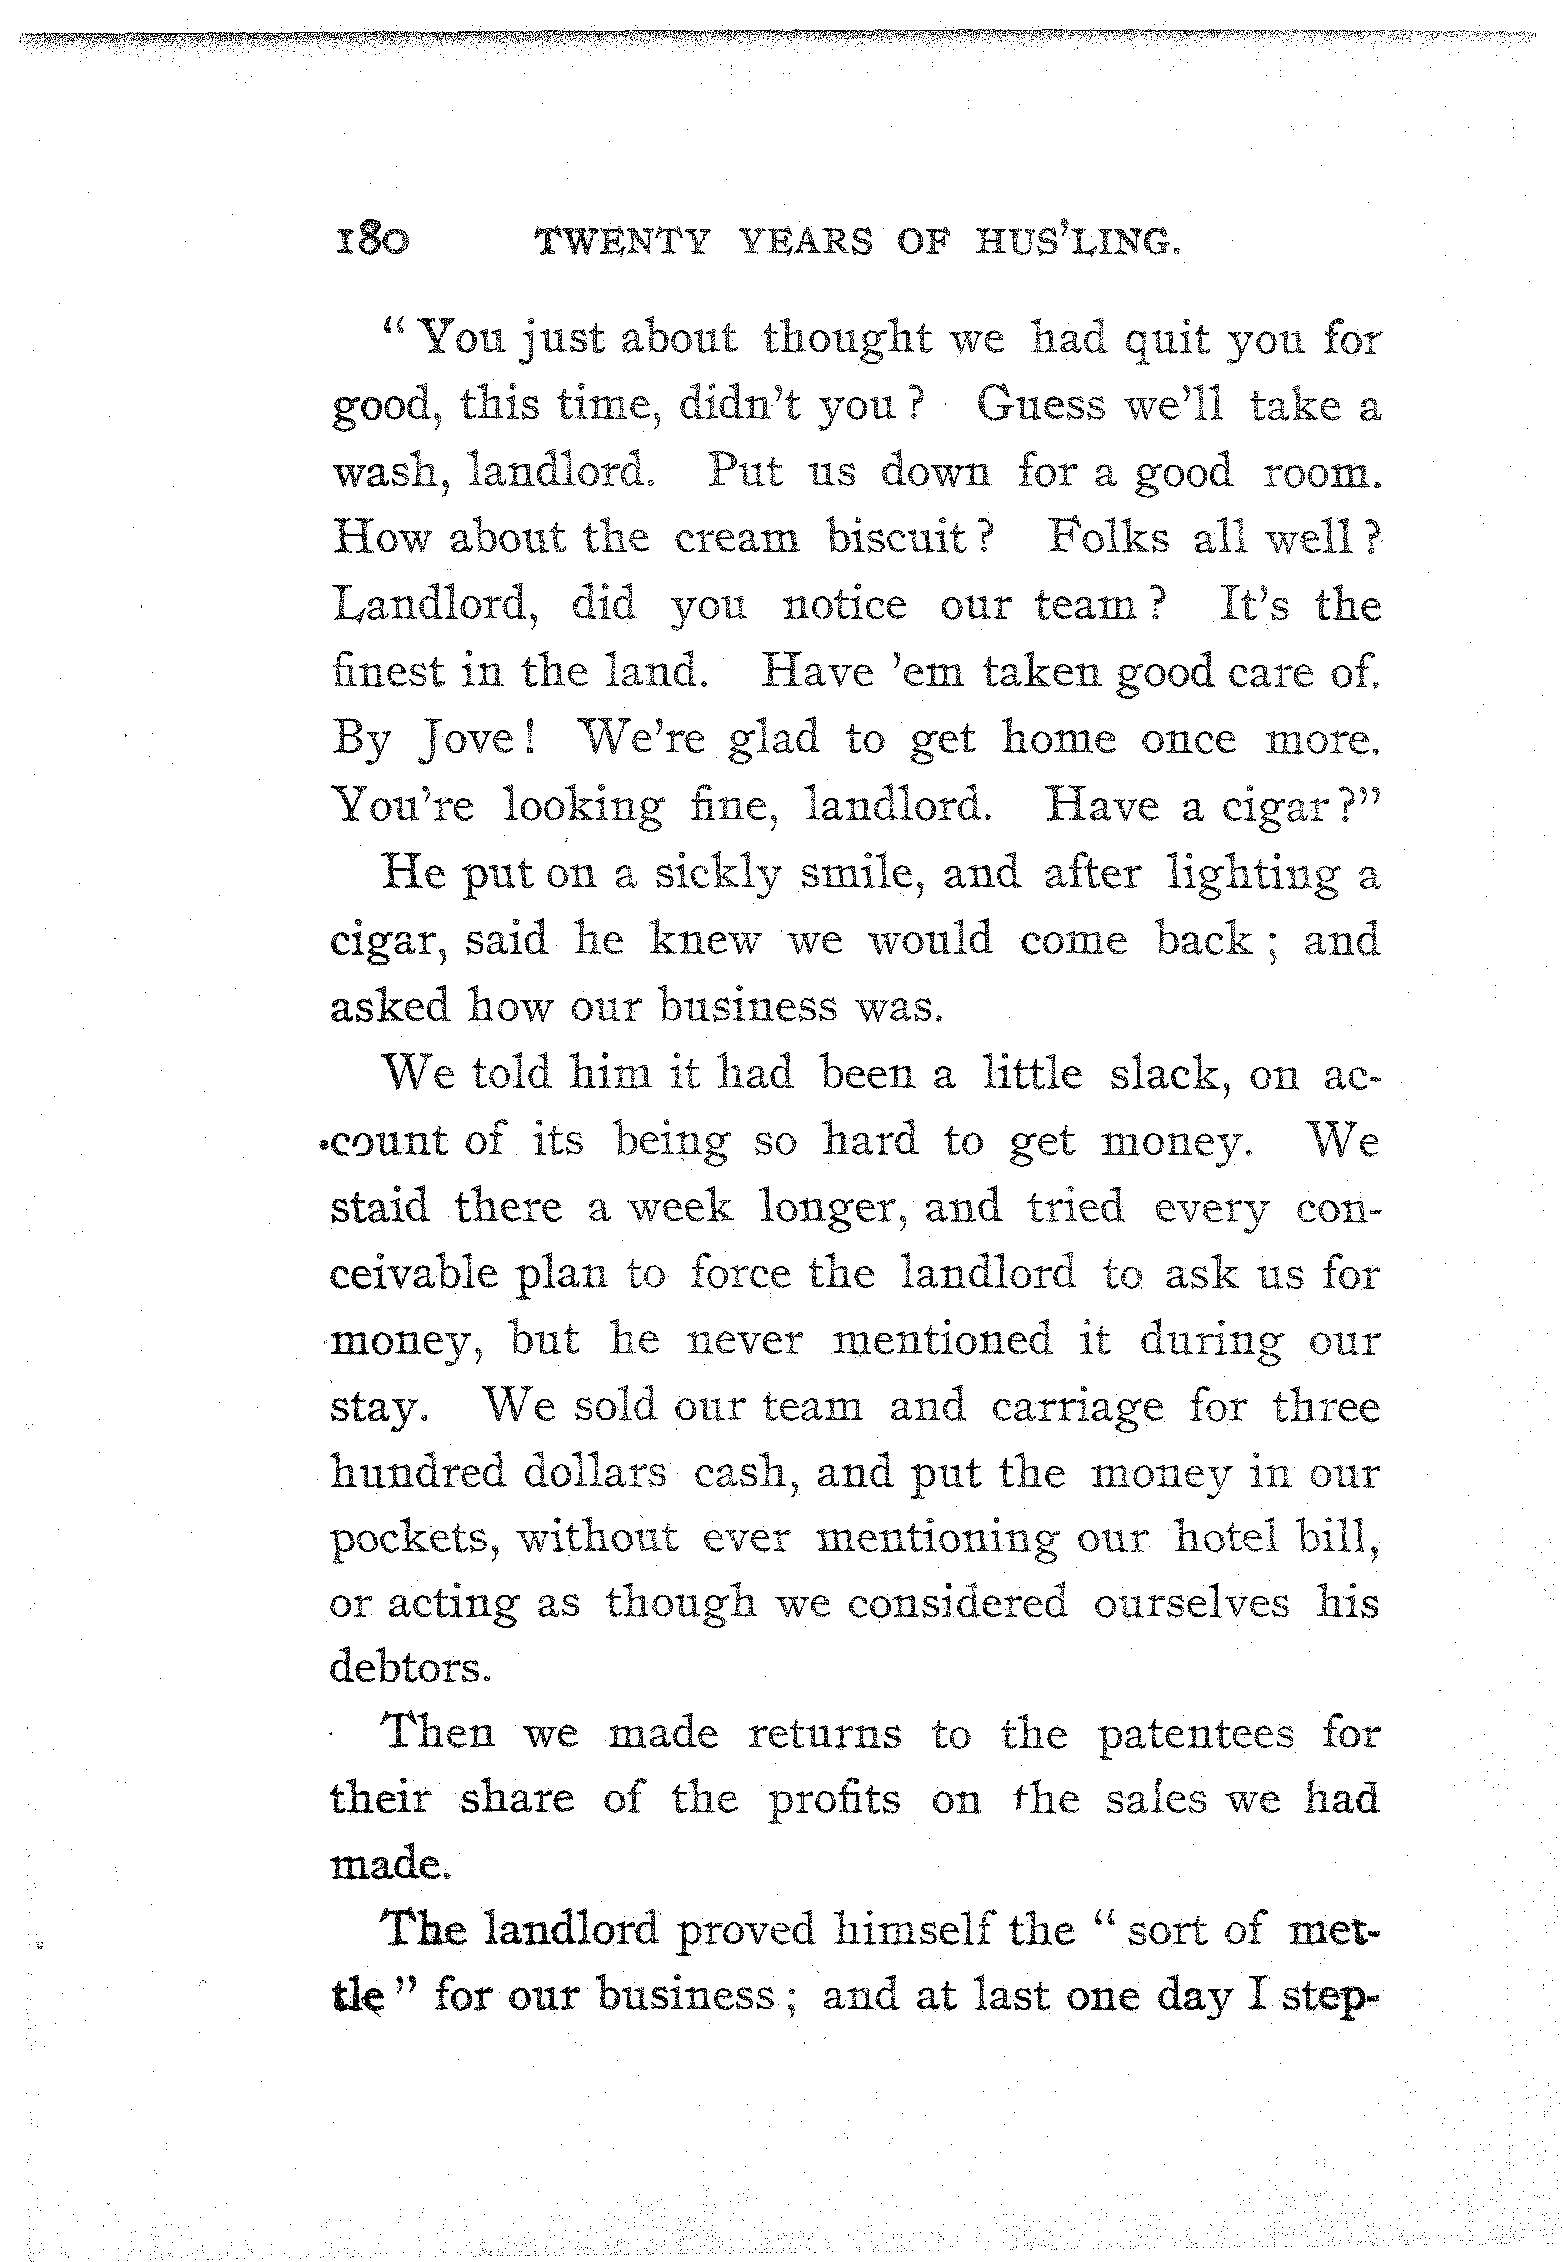 180 TWENTY YEARS OF HUS'LING.
" You just about thought we had quit you for
good, this time, didn't you ? Guess we'll take a
wash, landlord. Put us down for a good room.
How about the cream biscuit ? Folks all well ?
Landlord, did you notice our team ? It's the
finest in the land. Have 'em taken good care of.
By Jove! We're glad to get home once more.
You're looking fine, landlord. Have a cigar ?"
He put on a sickly smile, and after lighting a
cigar, said he knew we would come back ; and
asked how our business was.
We told him it had been a little slack, on ac-
count of its being so hard to get money. We
staid there a week longer, and tried every con-
ceivable plan to force the landlord to ask us for
money, but he never mentioned it during our
stay. We sold our team and carriage for three
hundred dollars cash, and put the money in our
pockets, without ever mentioning our hotel bill,
or acting as though we considered ourselves his
debtors.
Then we made returns to the patentees for
their share of the profits on the sales we had
made.
The landlord proved himself the " sort of met-
tle " for our business ; and at last one day I step-